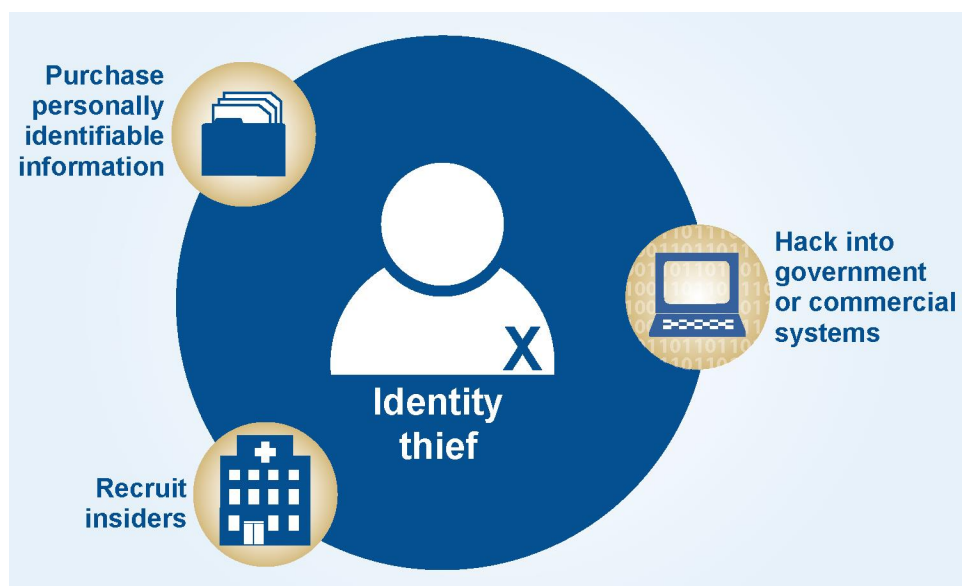 Purchase
personally
identifiable
information
Hack into
government
or commercial
systems
X
Identity
thief
Recruit
insiders